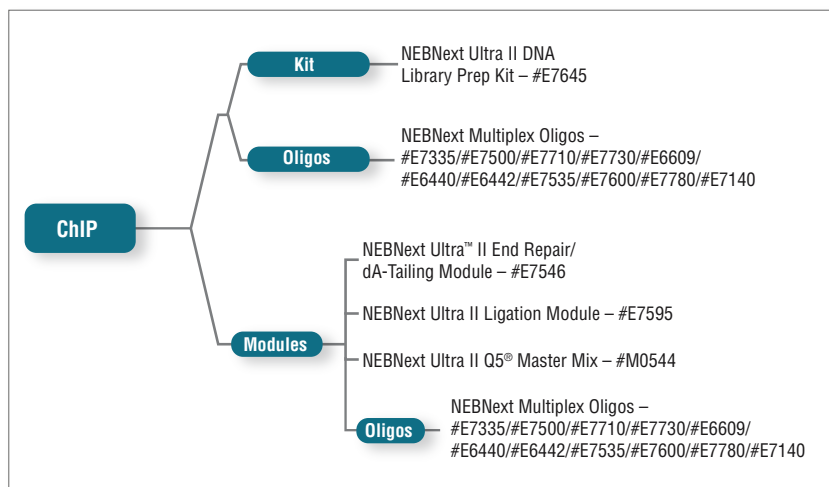 ChIP
Kit
NEBNext Ultra II DNA
Library Prep Kit – #E7645
Oligos
NEBNext Multiplex Oligos –
#E7335/#E7500/#E7710/#E7730/#E6609/
#E6440/#E6442/#E7535/#E7600/#E7780/#E7140
Modules
NEBNext Ultra™ II End Repair/
dA-Tailing Module – #E7546
NEBNext Ultra II Ligation Module – #E7595
NEBNext Ultra II Q5® Master Mix – #M0544
Oligos
NEBNext Multiplex Oligos –
#E7335/#E7500/#E7710/#E7730/#E6609/
#E6440/#E6442/#E7535/#E7600/#E7780/#E7140